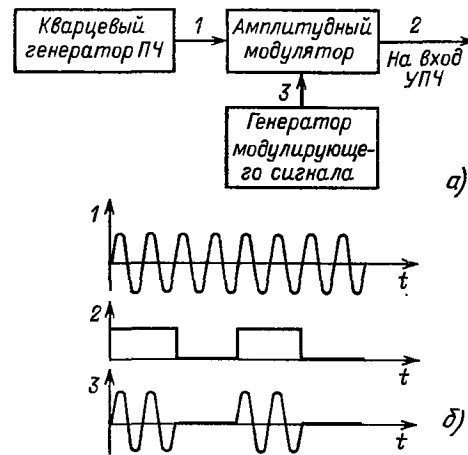 Кварцевый
генератор ПЧ
1
Амплитудный
модулятор
2
На вход
УПЧ
3
Генератор
модулирующе-
го сигнала
а)
1
t
2
t
3
t
б)